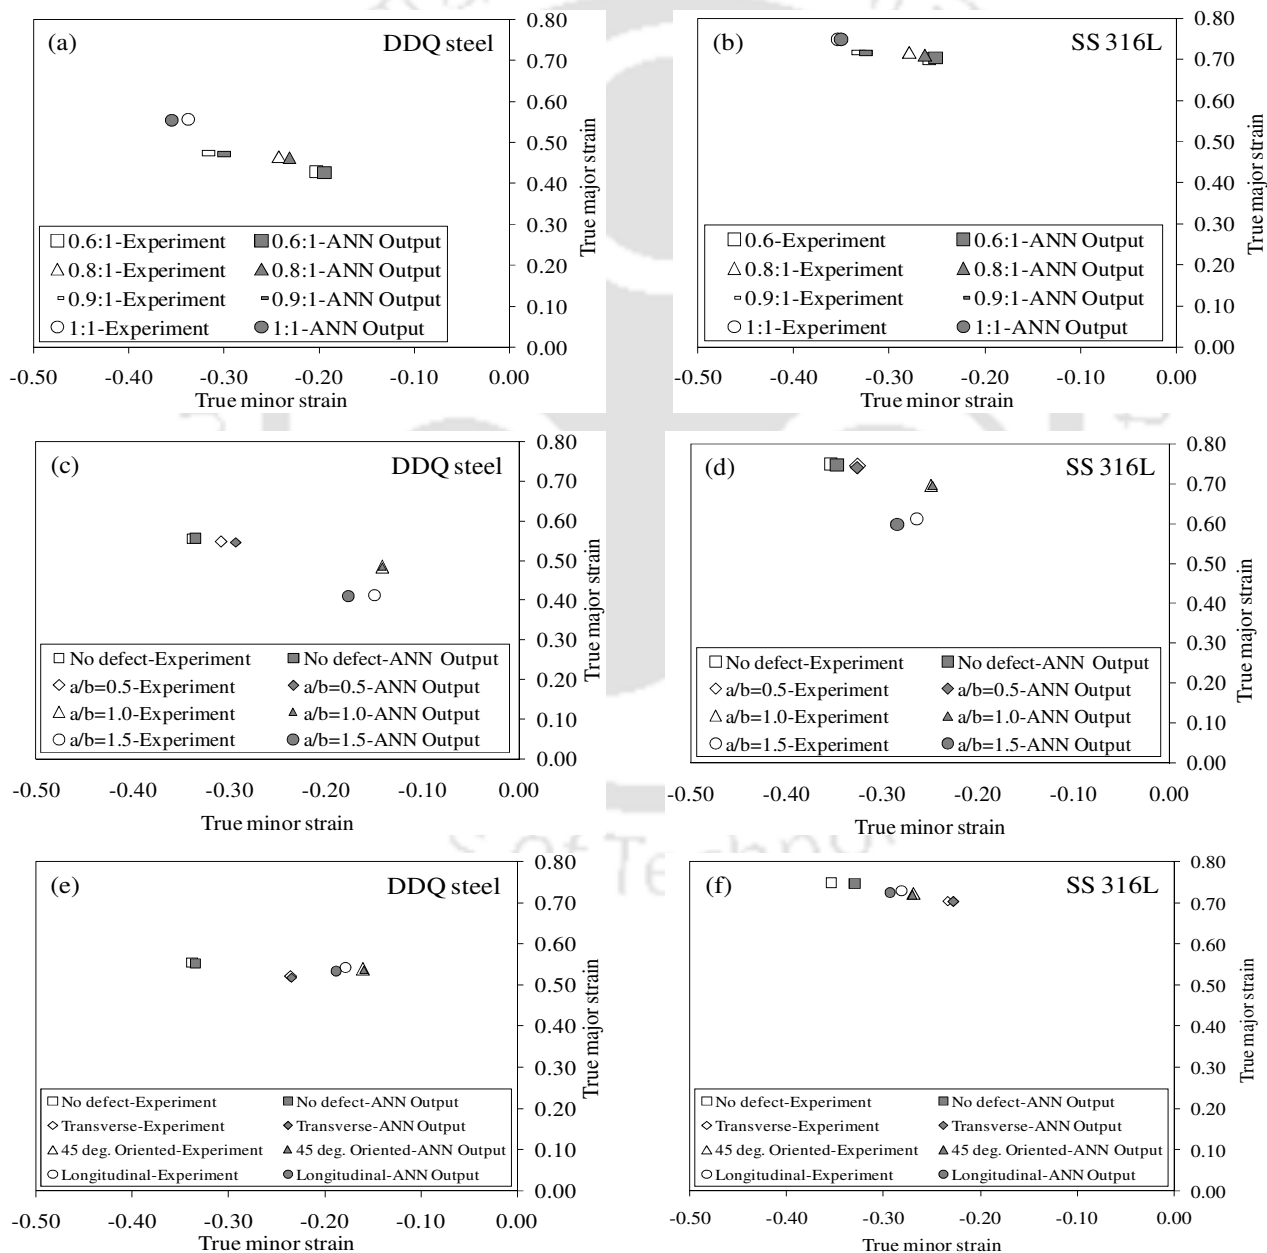 (a) DDQ steel
0.80
0.70
0.60
0.50
0.40
0.30
0.20
0.10
0.00
True major strain
0.6:1-Experiment 0.6:1-ANN Output
0.8:1-Experiment 0.8:1-ANN Output
0.9:1-Experiment 0.9:1-ANN Output
1:1-Experiment 1:1-ANN Output
-0.50 -0.40 -0.30 -0.20 -0.10 0.00
True minor strain
(b) SS 316L
0.80
0.70
0.60
0.50
0.40
0.30
0.20
0.10
0.00
True major strain
0.6-Experiment 0.6:1-ANN Output
0.8:1-Experiment 0.8:1-ANN Output
0.9:1-Experiment 0.9:1-ANN Output
1:1-Experiment 1:1-ANN Output
-0.50 -0.40 -0.30 -0.20 -0.10 0.00
True minor strain
(c) DDQ steel
0.80
0.70
0.60
0.50
0.40
0.30
0.20
0.10
0.00
True major strain
No defect-Experiment No defect-ANN Output
a/b=0.5-Experiment a/b=0.5-ANN Output
a/b=1.0-Experiment a/b=1.0-ANN Output
a/b=1.5-Experiment a/b=1.5-ANN Output
-0.50 -0.40 -0.30 -0.20 -0.10 0.00
True minor strain
(d) SS 316L
0.80
0.70
0.60
0.50
0.40
0.30
0.20
0.10
0.00
True major strain
No defect-Experiment No defect-ANN Output
a/b=0.5-Experiment a/b=0.5-ANN Output
a/b=1.0-Experiment a/b=1.0-ANN Output
a/b=1.5-Experiment a/b=1.5-ANN Output
-0.50 -0.40 -0.30 -0.20 -0.10 0.00
True minor strain
(e) DDQ steel
0.80
0.70
0.60
0.50
0.40
0.30
0.20
0.10
0.00
True major strain
No defect-Experiment No defect-ANN Output
Transverse-Experiment Transverse-ANN Output
45 deg. Oriented-Experiment 45 deg. Oriented-ANN Output
Longitudinal-Experiment Longitudinal-ANN Output
-0.50 -0.40 -0.30 -0.20 -0.10 0.00
True minor strain
(f) SS 316L
0.80
0.70
0.60
0.50
0.40
0.30
0.20
0.10
0.00
True major strain
No defect-Experiment No defect-ANN Output
Transverse-Experiment Transverse-ANN Output
45 deg. Oriented-Experiment 45 deg. Oriented-ANN Output
Longitudinal-Experiment Longitudinal-ANN Output
-0.50 -0.40 -0.30 -0.20 -0.10 0.00
True minor strain